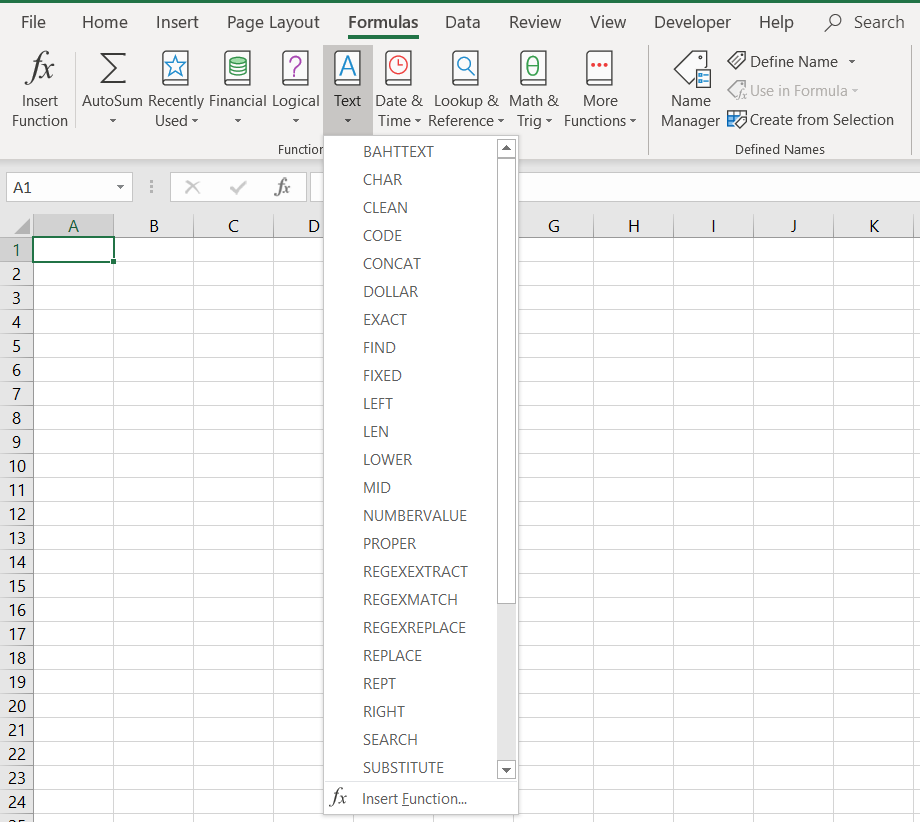 File Home Insert Page Layout Formulas Data Review View Developer Help Search
fx
Insert Function
AutoSum
Recently Used
Financial
Logical
Text
Date & Time
Lookup & Reference
Math & Trig
More Functions
Name Manager
Define Name
Use in Formula
Create from Selection
Function
Defined Names
A1
fx
A B C D G H I J K
1
2
3
4
5
6
7
8
9
10
11
12
13
14
15
16
17
18
19
20
21
22
23
24
BAHTTEXT
CHAR
CLEAN
CODE
CONCAT
DOLLAR
EXACT
FIND
FIXED
LEFT
LEN
LOWER
MID
NUMBERVALUE
PROPER
REGEXEXTRACT
REGEXMATCH
REGEXREPLACE
REPLACE
REPT
RIGHT
SEARCH
SUBSTITUTE
fx Insert Function...